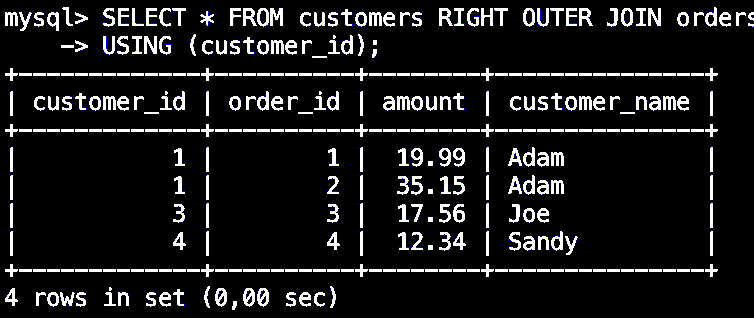 mysql> SELECT * FROM customers RIGHT OUTER JOIN orders
    -> USING (customer_id);
+-------------+----------+--------+---------------+
| customer_id | order_id | amount | customer_name |
+-------------+----------+--------+---------------+
|           1 |        1 |  19.99 | Adam          |
|           1 |        2 |  35.15 | Adam          |
|           3 |        3 |  17.56 | Joe           |
|           4 |        4 |  12.34 | Sandy         |
+-------------+----------+--------+---------------+
4 rows in set (0,00 sec)